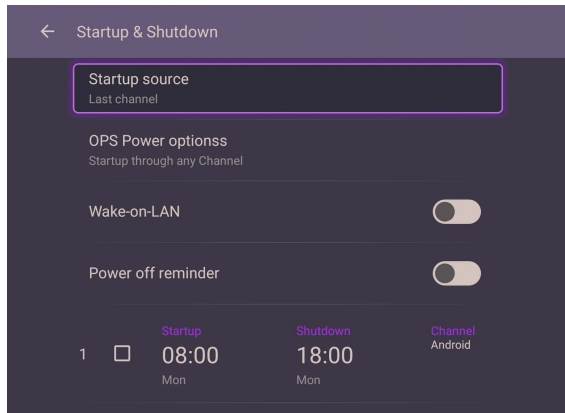 Startup & Shutdown
Startup source
Last channel
OPS Power optionss
Startup through any Channel
Wake-on-LAN
Power off reminder
Startup Shutdown Channel
1 08:00 18:00 Android
Mon Mon